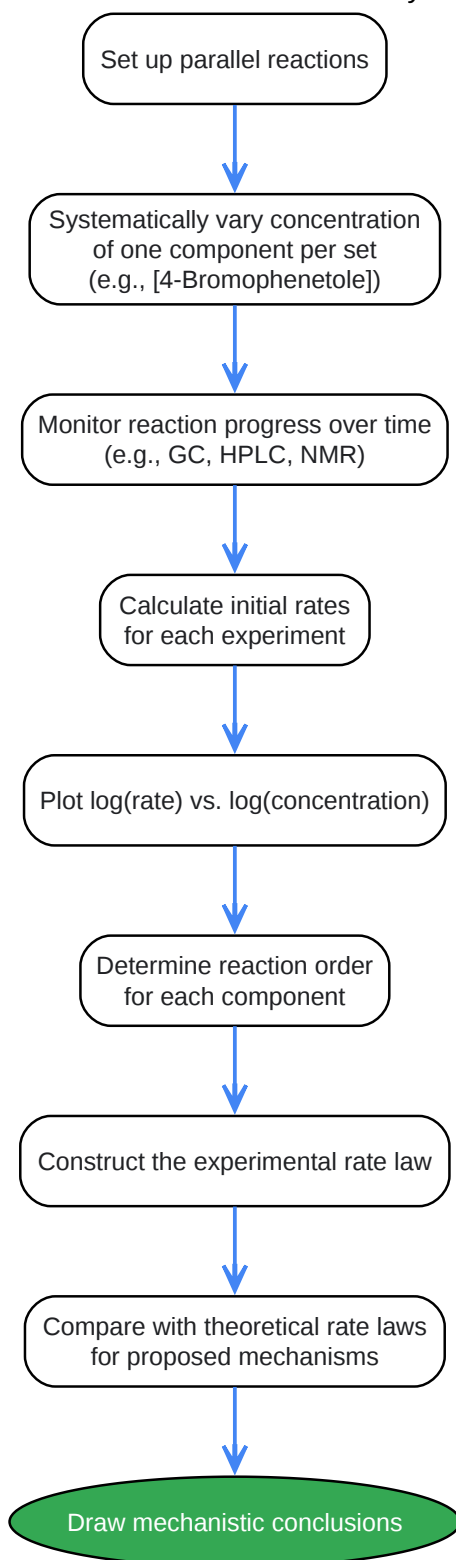 Set up parallel reactions
Systematically vary concentration
of one component per set
(e.g., [4-Bromophenetole])
Monitor reaction progress over time
(e.g., GC, HPLC, NMR)
Calculate initial rates
for each experiment
Plot log(rate) vs. log(concentration)
Determine reaction order
for each component
Construct the experimental rate law
Compare with theoretical rate laws
for proposed mechanisms
Draw mechanistic conclusions